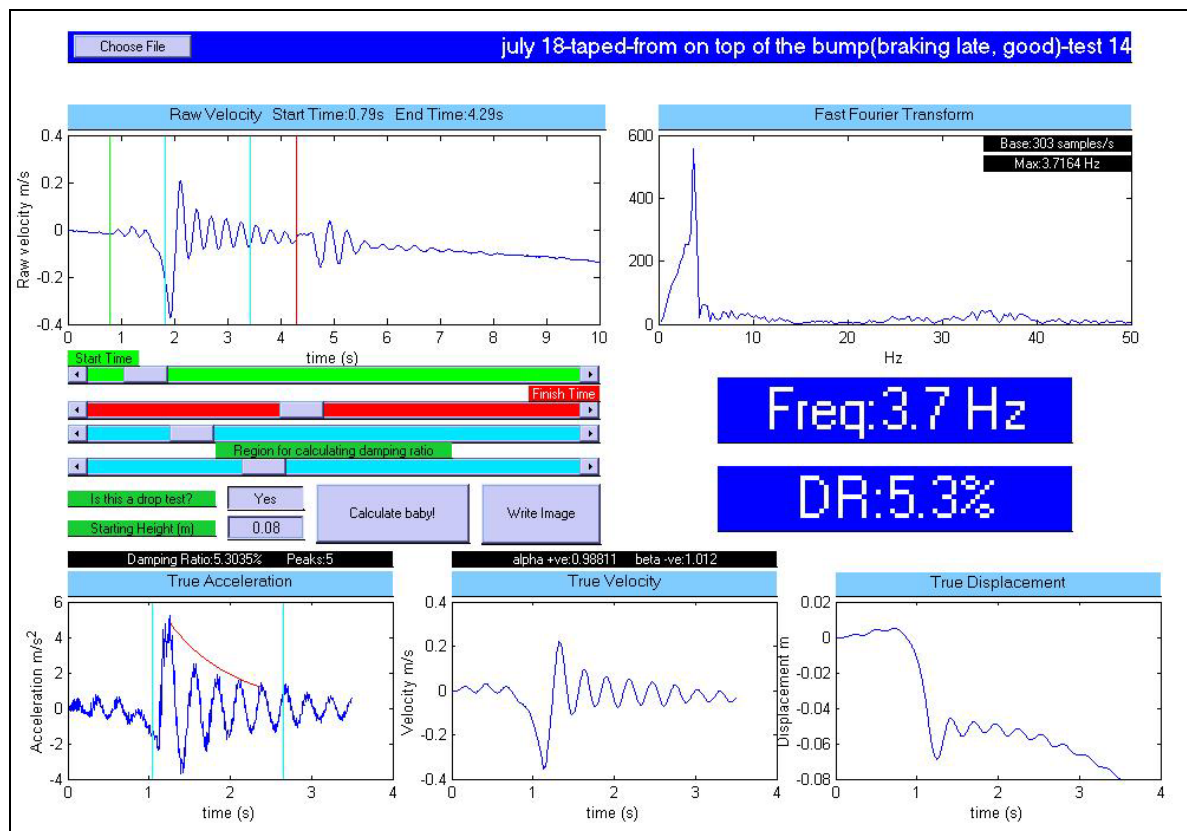 Choose File
july 18-taped-from on top of the bump(braking late, good)-test 14
Raw Velocity Start Time:0.79s End Time:4.29s
Raw velocity m/s
0.4
0.2
0
-0.2
-0.4
0 1 2 3 4 5 6 7 8 9 10
time (s)
Fast Fourier Transform
Base:303 samples/s
Max:3.7164 Hz
600
400
200
0
0 10 20 30 40 50
Hz
Start Time
Finish Time
Region for calculating damping ratio
Is this a drop test?
Yes
Starting Height (m)
0.08
Calculate baby!
Write Image
Freq:3.7 Hz
DR:5.3%
Damping Ratio:5.3035% Peaks:5
True Acceleration
Acceleration m/s²
6
4
2
0
-2
-4
0 1 2 3 4
time (s)
alpha +ve:0.98811 beta -ve:1.012
True Velocity
Velocity m/s
0.4
0.2
0
-0.2
-0.4
0 1 2 3 4
time (s)
True Displacement
Displacement m
0.02
0
-0.02
-0.04
-0.06
-0.08
0 1 2 3 4
time (s)